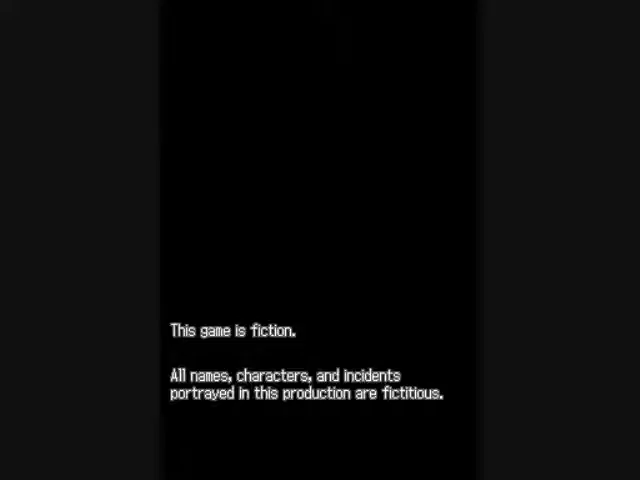 This game is fiction.
All names, characters, and incidents
portrayed in this production are fictitious.